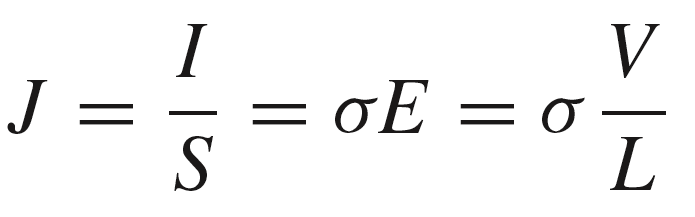 J = I/S = σE = σ V/L